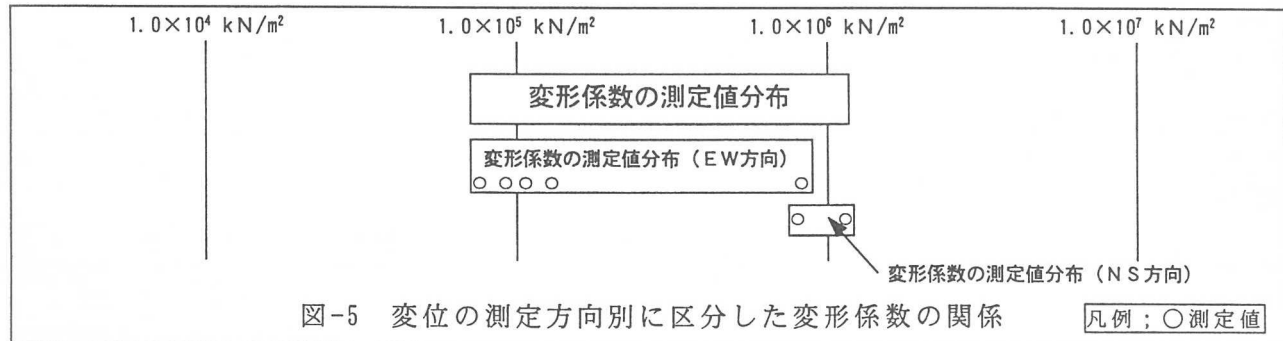 1.0×10⁴ kN/m² 1.0×10⁵ kN/m² 1.0×10⁶ kN/m² 1.0×10⁷ kN/m²
変形係数の測定値分布
変形係数の測定値分布（ＥＷ方向）
変形係数の測定値分布（ＮＳ方向）
図-5 変位の測定方向別に区分した変形係数の関係
凡例；○測定値